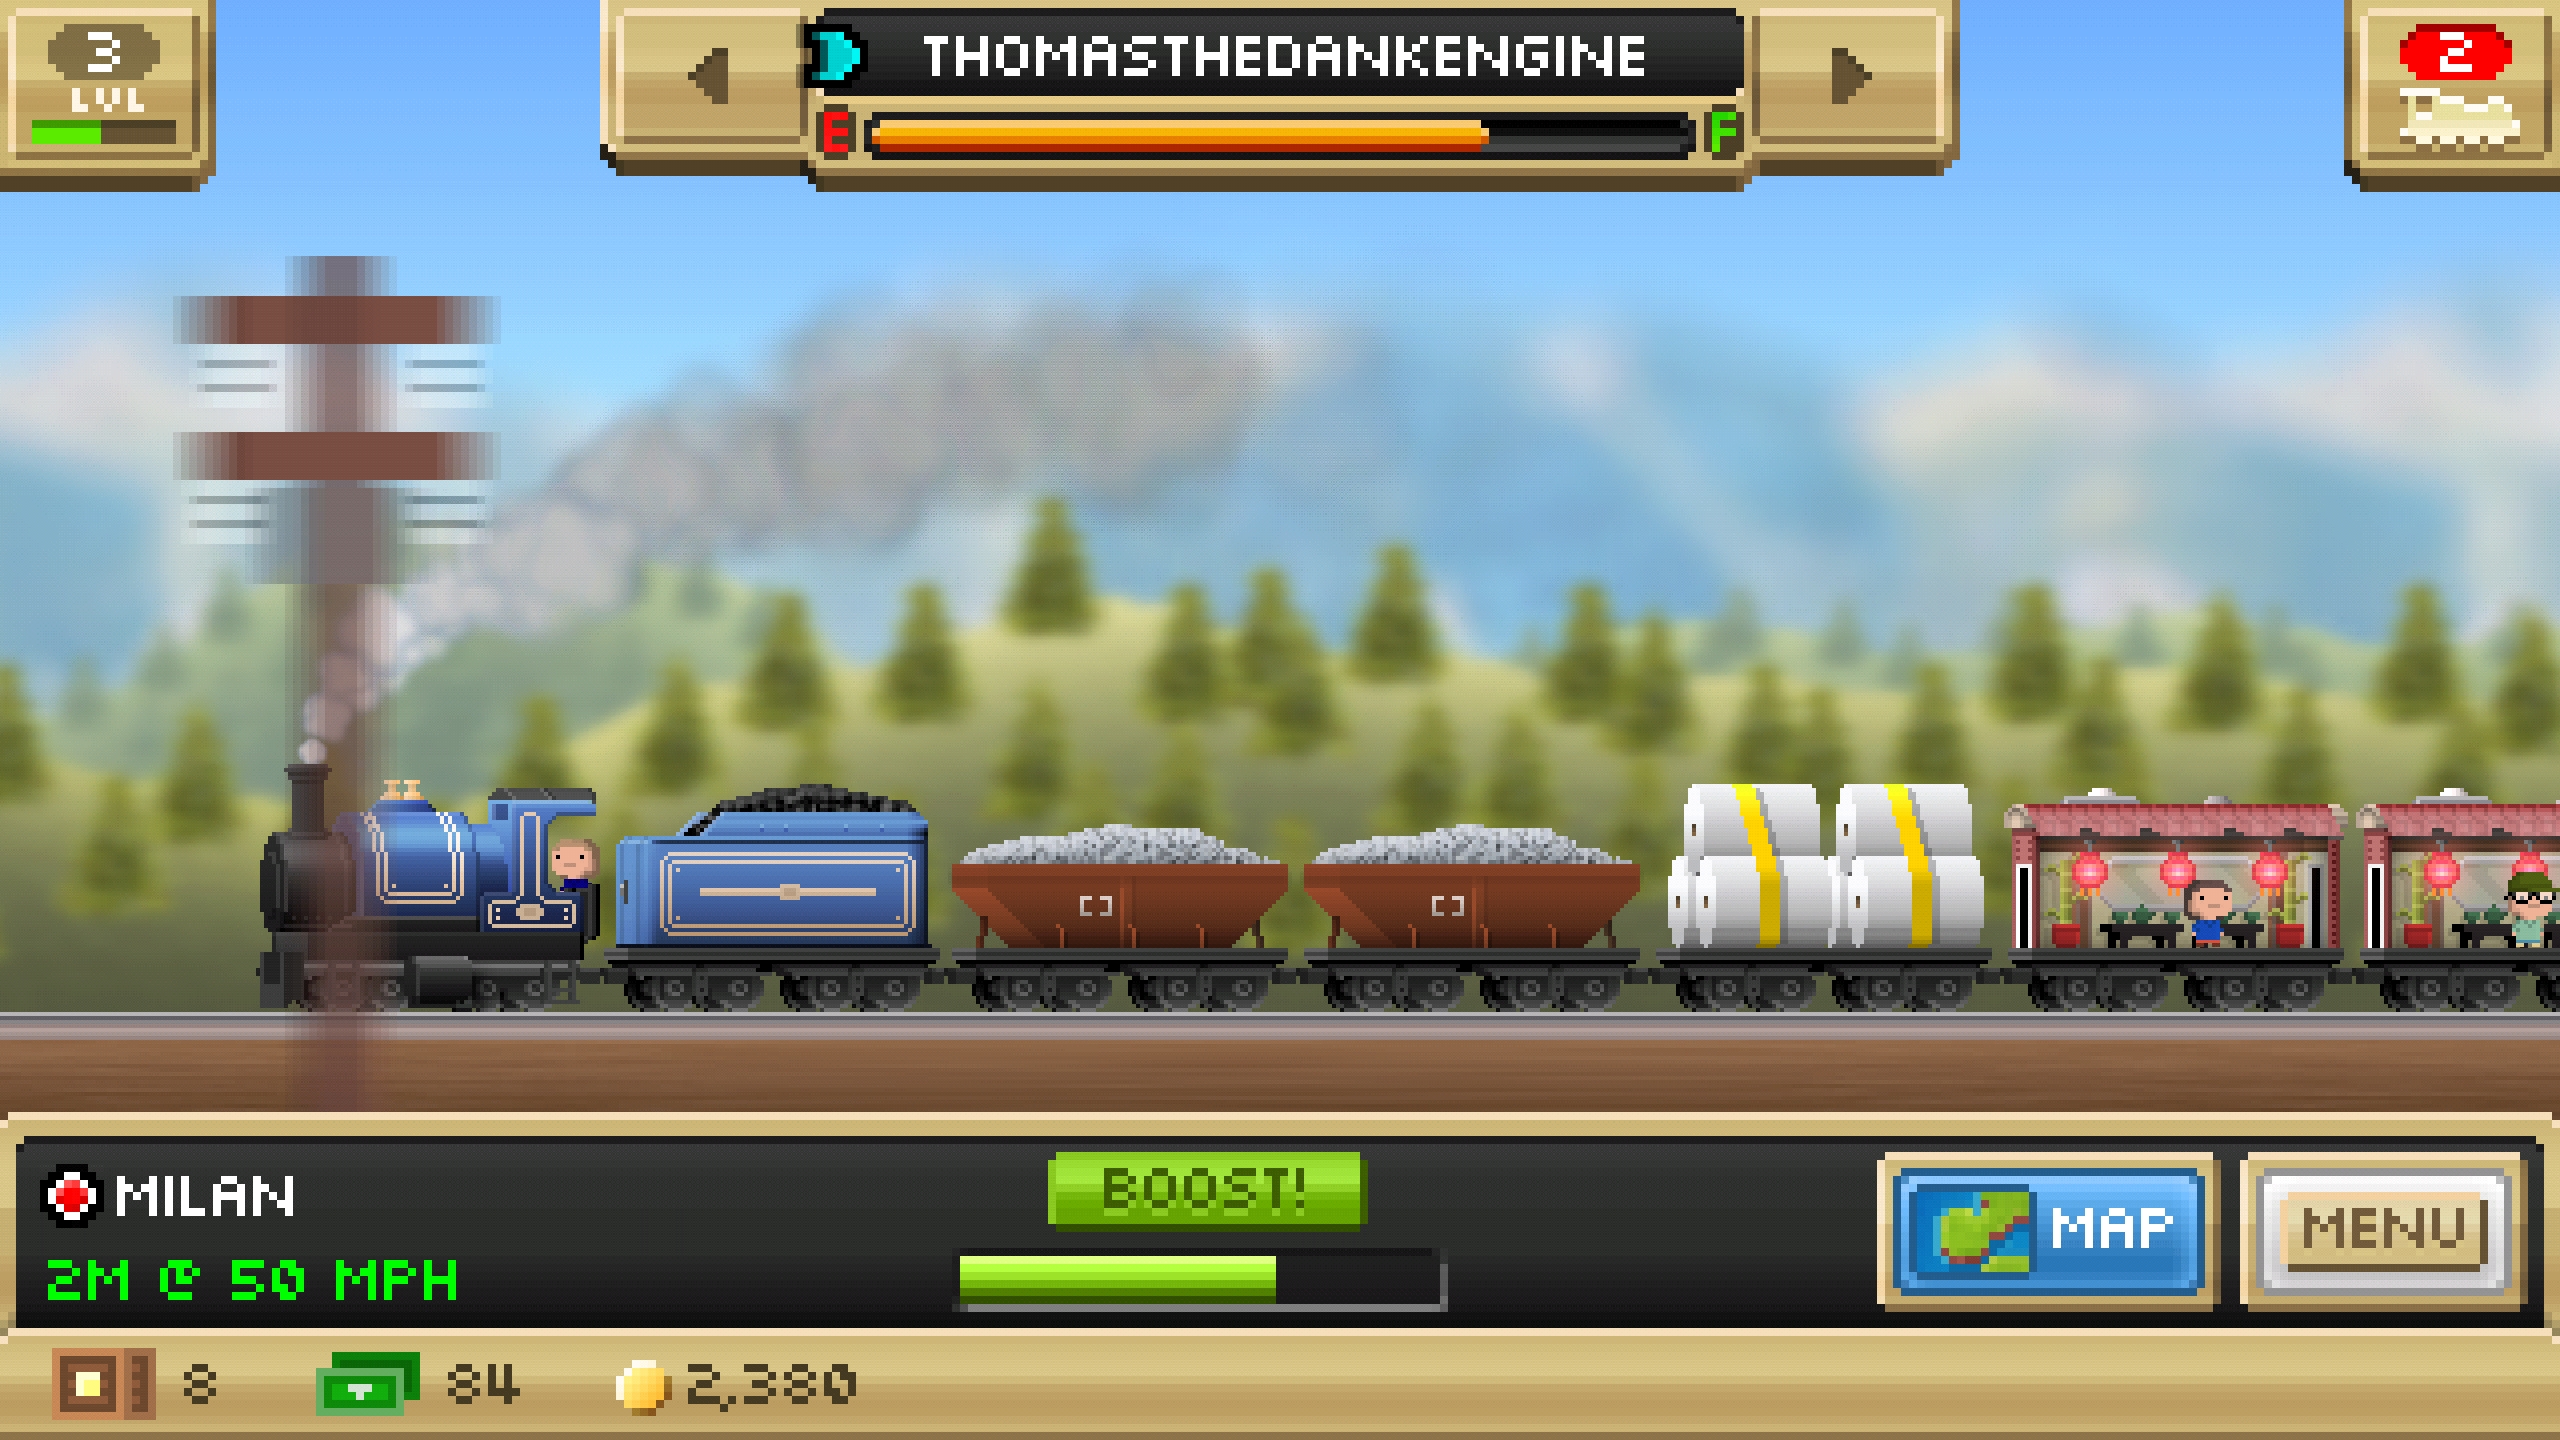 3
LVL
THOMASTHEDANKENGINE
E F
2
MILAN
2M @ 50 MPH
BOOST!
MAP
MENU
8
84
2,380